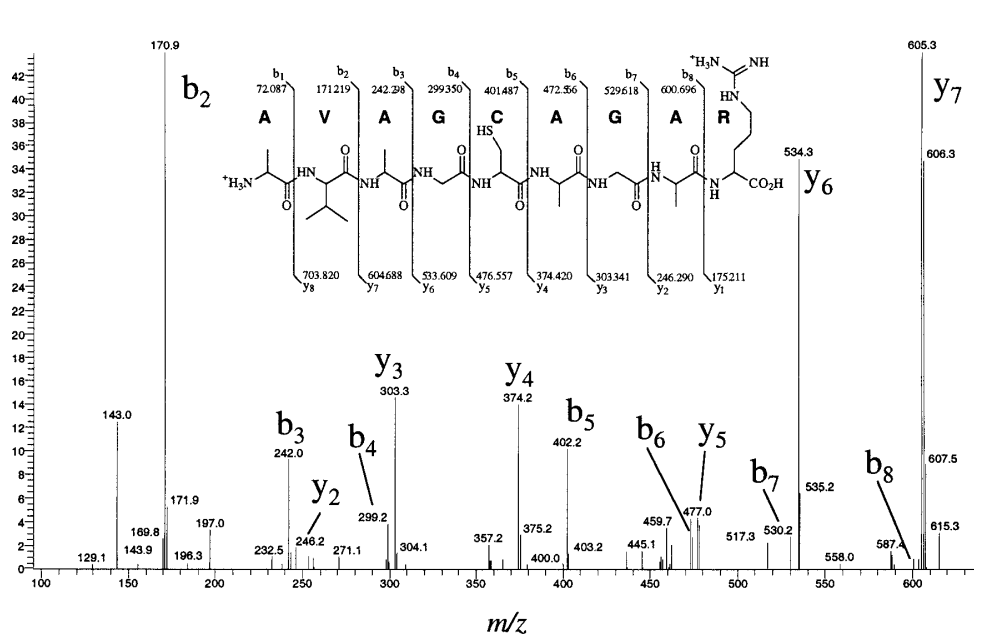 170.9
605.3
b1 b2 b3 b4 b5 b6 b7 b8
72.087 171.219 242.298 299.350 401.487 472.556 529.618 600.696
A V A G C A G A R
+H3N NH
HN
HS
O O O O
+H3N HN NH NH NH NH NH N H N H CO2H
O O O O
703.820 604.688 533.609 476.557 374.420 303.341 246.290 175.211
y8 y7 y6 y5 y4 y3 y2 y1
b2
y7
606.3
534.3
y6
y3
303.3
y4
374.2
143.0
b3
242.0
b4
b5
402.2
b6
y5
b7
b8
607.5
y2
171.9
197.0
299.2
375.2
459.7
477.0
535.2
169.8
517.3
530.2
615.3
129.1
143.9
196.3
232.5
246.2
271.1
304.1
357.2
400.0
403.2
445.1
558.0
587.4
42
40
38
36
34
32
30
28
26
24
22
20
18
16
14
12
10
8
6
4
2
0
100 150 200 250 300 350 400 450 500 550 600
m/z